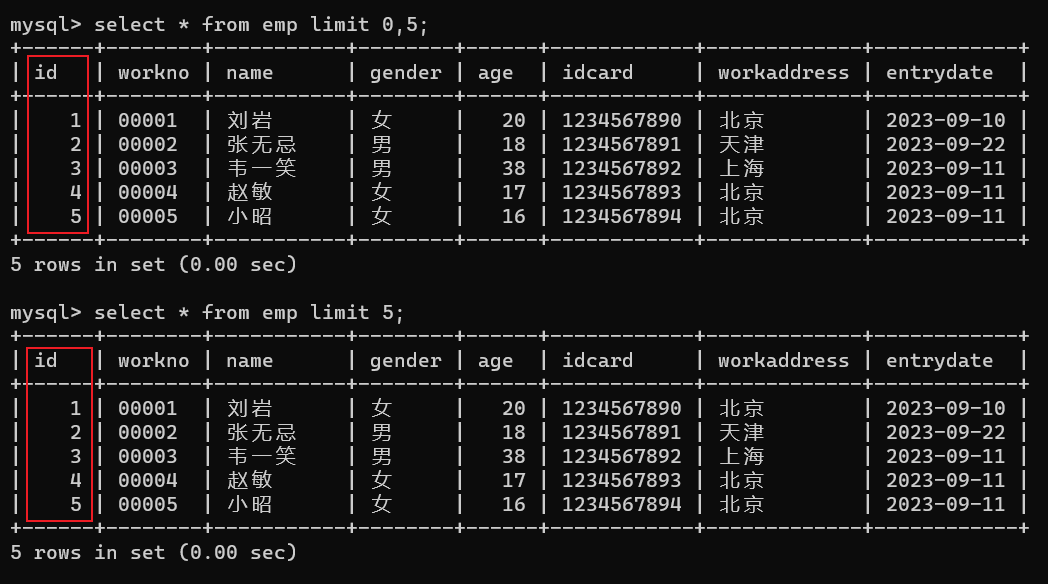 mysql> select * from emp limit 0,5;
+------+--------+-----------+--------+------+------------+-------------+------------+
| id   | workno | name      | gender | age  | idcard     | workaddress | entrydate  |
+------+--------+-----------+--------+------+------------+-------------+------------+
|    1 | 00001  | 刘岩      | 女     |   20 | 1234567890 | 北京        | 2023-09-10 |
|    2 | 00002  | 张无忌    | 男     |   18 | 1234567891 | 天津        | 2023-09-22 |
|    3 | 00003  | 韦一笑    | 男     |   38 | 1234567892 | 上海        | 2023-09-11 |
|    4 | 00004  | 赵敏      | 女     |   17 | 1234567893 | 北京        | 2023-09-11 |
|    5 | 00005  | 小昭      | 女     |   16 | 1234567894 | 北京        | 2023-09-11 |
+------+--------+-----------+--------+------+------------+-------------+------------+
5 rows in set (0.00 sec)
mysql> select * from emp limit 5;
+------+--------+-----------+--------+------+------------+-------------+------------+
| id   | workno | name      | gender | age  | idcard     | workaddress | entrydate  |
+------+--------+-----------+--------+------+------------+-------------+------------+
|    1 | 00001  | 刘岩      | 女     |   20 | 1234567890 | 北京        | 2023-09-10 |
|    2 | 00002  | 张无忌    | 男     |   18 | 1234567891 | 天津        | 2023-09-22 |
|    3 | 00003  | 韦一笑    | 男     |   38 | 1234567892 | 上海        | 2023-09-11 |
|    4 | 00004  | 赵敏      | 女     |   17 | 1234567893 | 北京        | 2023-09-11 |
|    5 | 00005  | 小昭      | 女     |   16 | 1234567894 | 北京        | 2023-09-11 |
+------+--------+-----------+--------+------+------------+-------------+------------+
5 rows in set (0.00 sec)